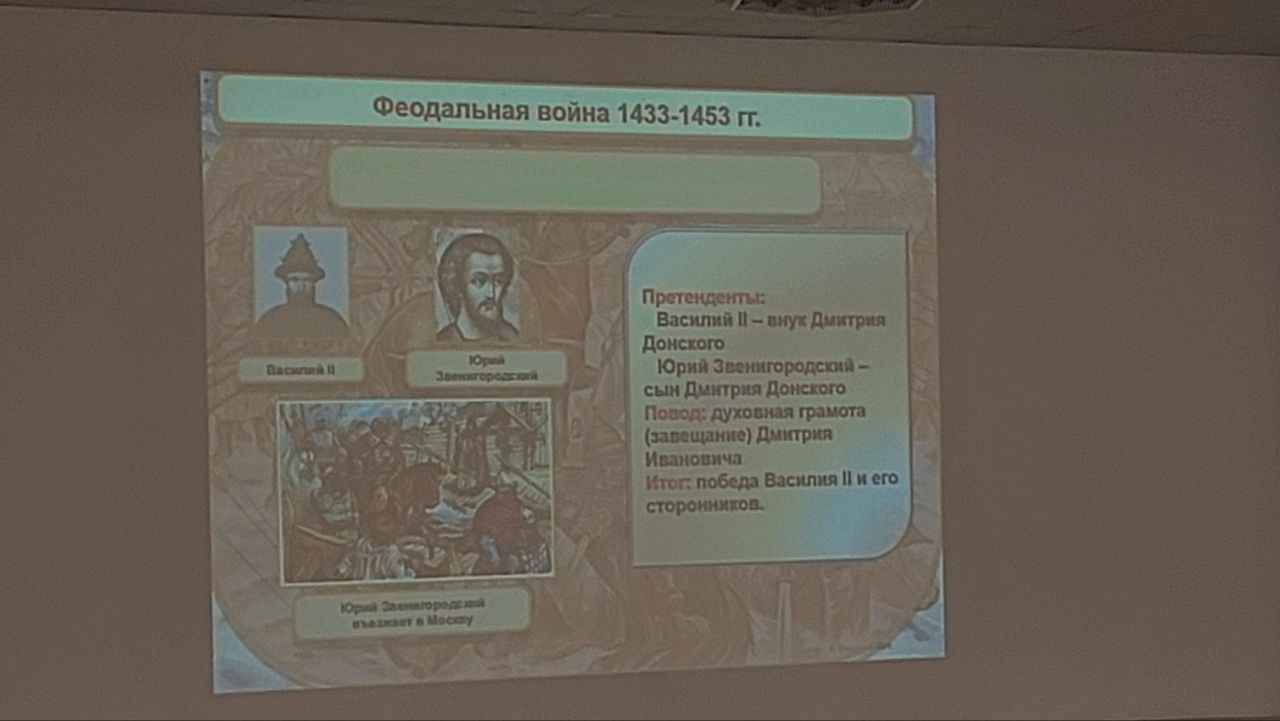 Феодальная война 1433-1453 гг.
Василий II
Юрий
Звенигородский
Юрий Звенигородский
въезжает в Москву
Претенденты:
Василий II – внук Дмитрия
Донского
Юрий Звенигородский –
сын Дмитрия Донского
Повод: духовная грамота
(завещание) Дмитрия
Ивановича
Итог: победа Василия II и его
сторонников.